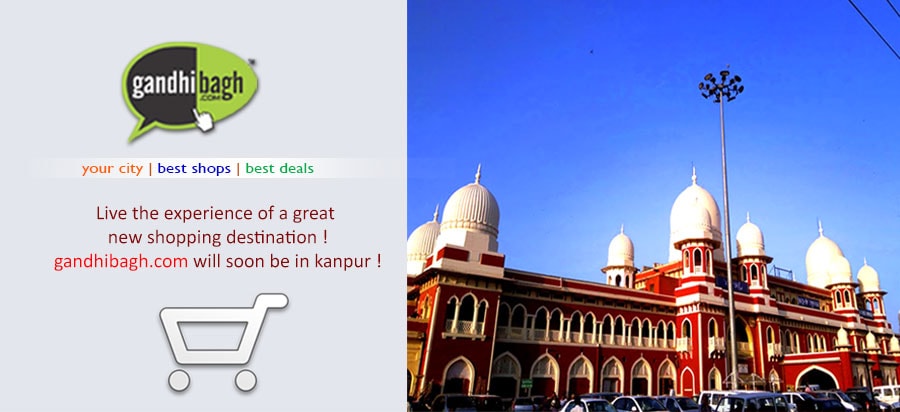 gandhibagh
.COM
TM
your city | best shops | best deals
Live the experience of a great
new shopping destination !
gandhibagh.com will soon be in kanpur !